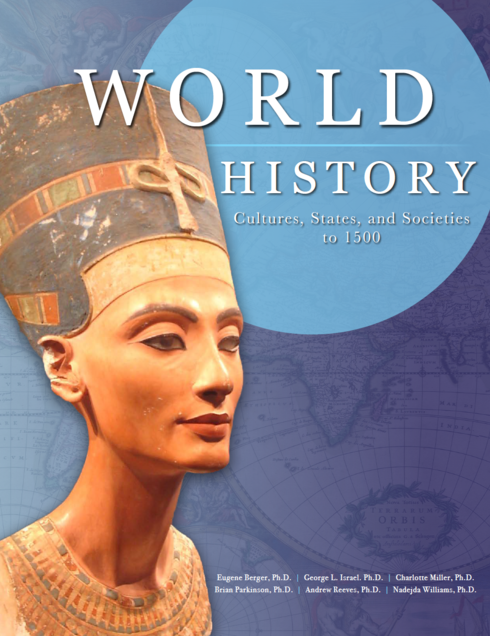 WORLD
HISTORY
Cultures, States, and Societies
to 1500
ORBIS
Eugene Berger, Ph.D. | George L. Israel. Ph.D. | Charlotte Miller, Ph.D.
Brian Parkinson, Ph.D. | Andrew Reeves, Ph.D. | Nadejda Williams, Ph.D.